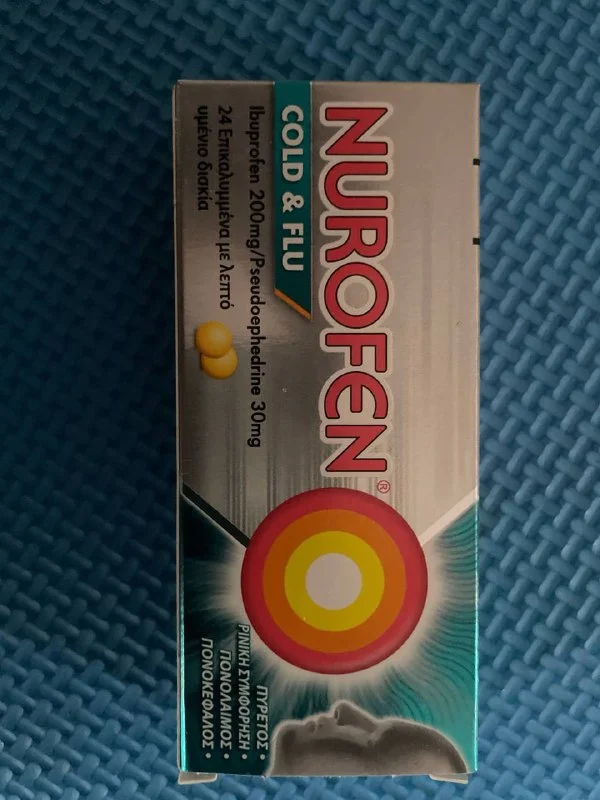 NUROFEN®
COLD & FLU
Ibuprofen 200mg/Pseudoephedrine 30mg
24 Επικαλυμμένα με λεπτό
υμένιο δισκία
ΠΥΡΕΤΟΣ •
ΡΙΝΙΚΗ ΣΥΜΦΟΡΗΣΗ •
ΠΟΝΟΛΑΙΜΟΣ •
ΠΟΝΟΚΕΦΑΛΟΣ •